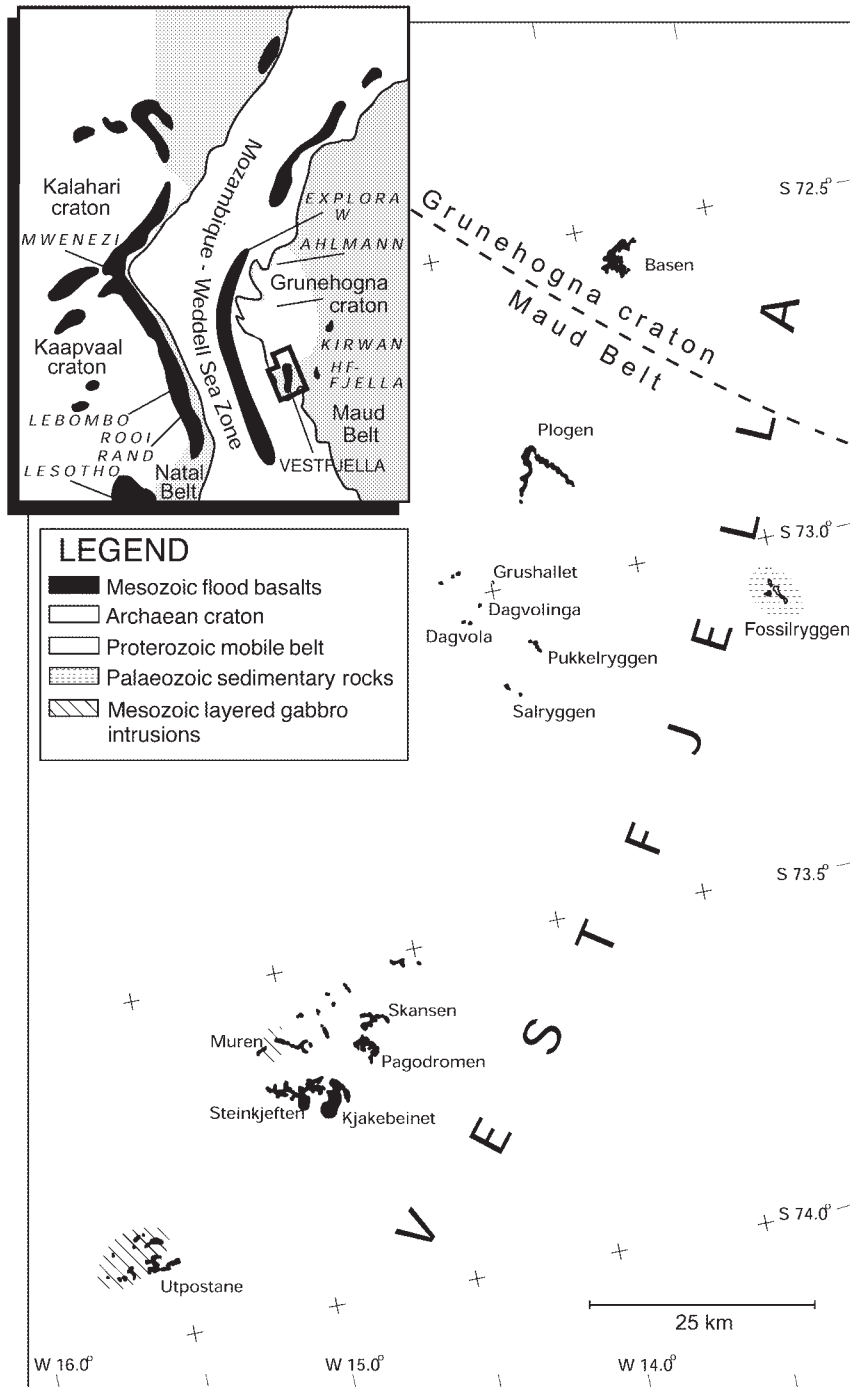 Kalahari
craton
MWENEZI
Kaapvaal
craton
LEBOMBO
ROOI
RAND
LESOTHO
Natal
Belt
Mozambique - Weddell Sea Zone
EXPLORA
W
AHLMANN
Grunehogna
craton
KIRWAN
HF-
FJELLA
Maud
Belt
VESTFJELLA
LEGEND
Mesozoic flood basalts
Archaean craton
Proterozoic mobile belt
Palaeozoic sedimentary rocks
Mesozoic layered gabbro
intrusions
S 72.5°
Grunehogna craton
Maud Belt
Basen
Plogen
S 73.0°
Grushallet
Dagvolinga
Dagvola
Pukkelryggen
Salryggen
Fossilryggen
VESTFJELLA
S 73.5°
Skansen
Muren
Pagodromen
Steinkjeften
Kjakebeinet
S 74.0°
Utpostane
25 km
W 16.0°
W 15.0°
W 14.0°